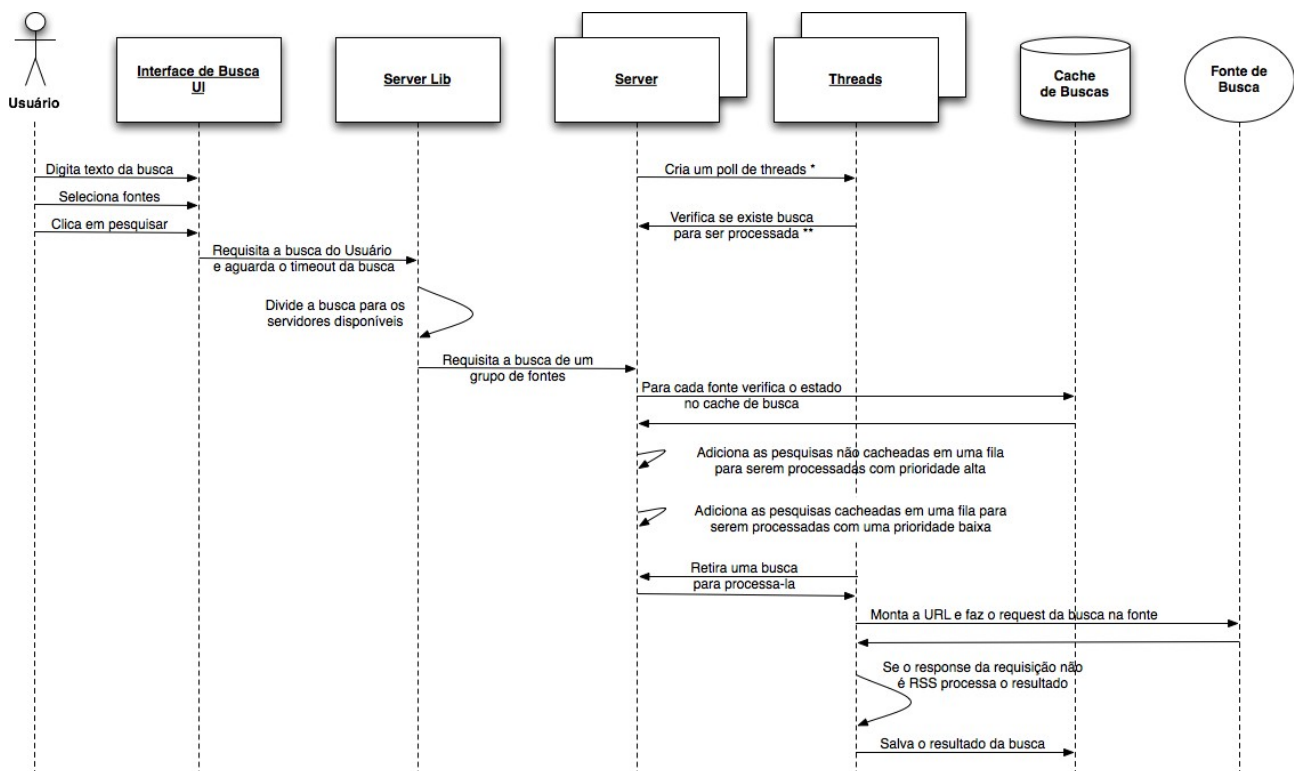 Usuário
Interface de Busca
UI
Server Lib
Server
Threads
Cache
de Buscas
Fonte de
Busca
Digita texto da busca
Seleciona fontes
Clica em pesquisar
Cria um poll de threads *
Verifica se existe busca
para ser processada **
Requisita a busca do Usuário
e aguarda o timeout da busca
Divide a busca para os
servidores disponíveis
Requisita a busca de um
grupo de fontes
Para cada fonte verifica o estado
no cache de busca
Adiciona as pesquisas não cacheadas em uma fila
para serem processadas com prioridade alta
Adiciona as pesquisas cacheadas em uma fila para
serem processadas com uma prioridade baixa
Retira uma busca
para processa-la
Monta a URL e faz o request da busca na fonte
Se o response da requisição não
é RSS processa o resultado
Salva o resultado da busca